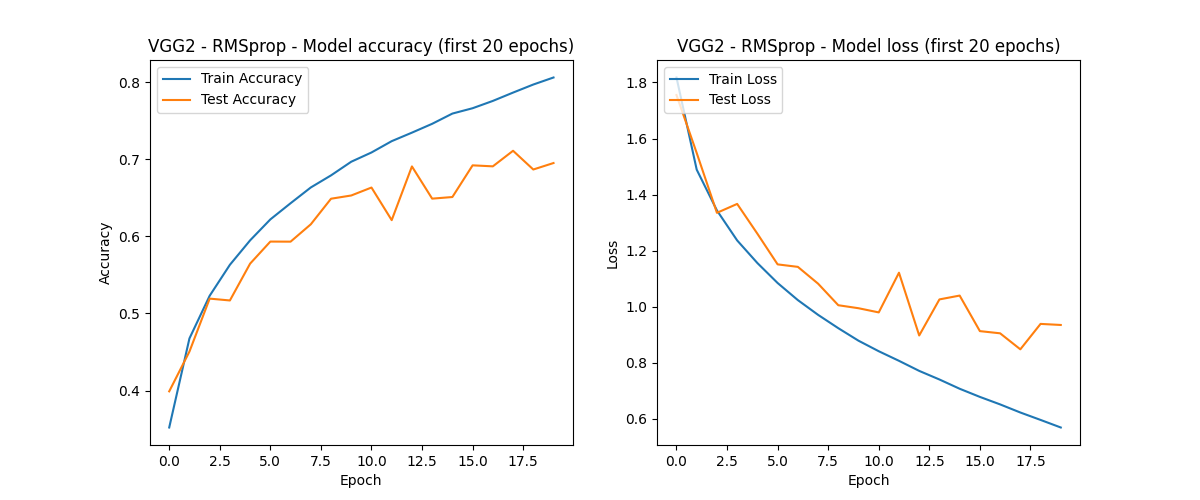 VGG2 - RMSprop - Model accuracy (first 20 epochs)
Train Accuracy
Test Accuracy
0.8
0.7
0.6
0.5
0.4
Accuracy
0.0 2.5 5.0 7.5 10.0 12.5 15.0 17.5
Epoch
VGG2 - RMSprop - Model loss (first 20 epochs)
Train Loss
Test Loss
1.8
1.6
1.4
1.2
1.0
0.8
0.6
Loss
0.0 2.5 5.0 7.5 10.0 12.5 15.0 17.5
Epoch